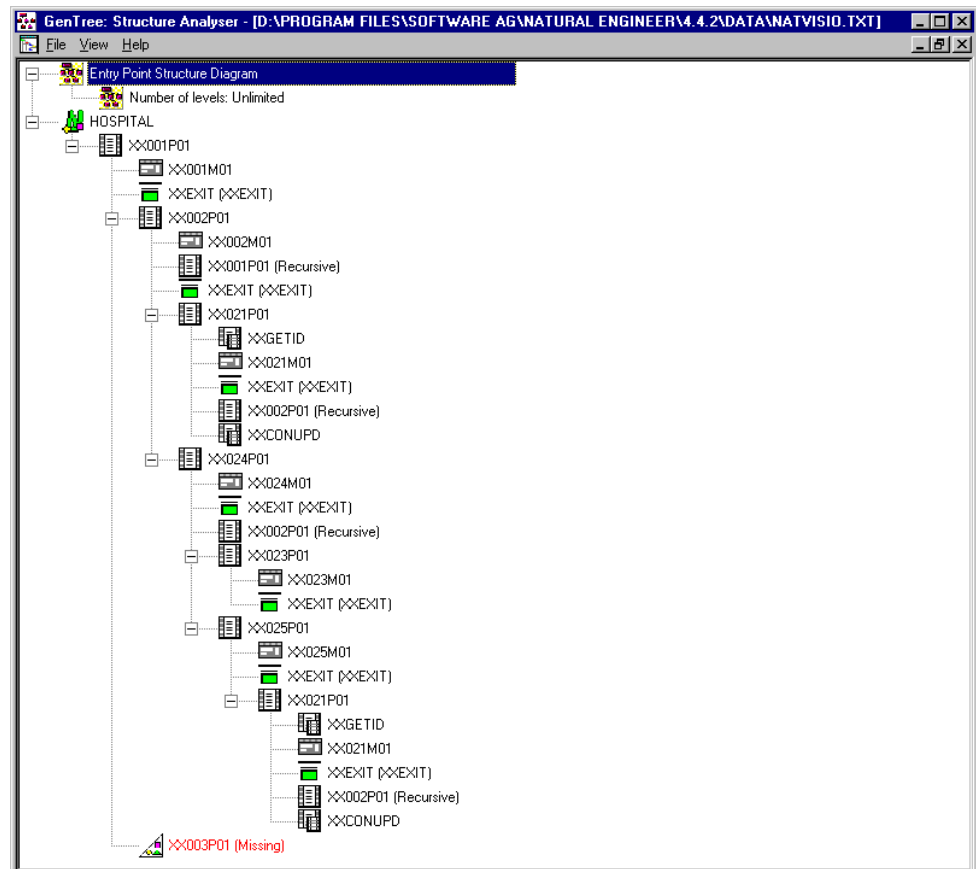 GenTree: Structure Analyser - [D:\PROGRAM FILES\SOFTWARE AG\NATURAL ENGINEER\4.4.2\DATA\NATVISIO.TXT]
File View Help
Entry Point Structure Diagram
Number of levels: Unlimited
HOSPITAL
XX001P01
XX001M01
XXEXIT (XXEXIT)
XX002P01
XX002M01
XX001P01 (Recursive)
XXEXIT (XXEXIT)
XX021P01
XXGETID
XX021M01
XXEXIT (XXEXIT)
XX002P01 (Recursive)
XXCONUPD
XX024P01
XX024M01
XXEXIT (XXEXIT)
XX002P01 (Recursive)
XX023P01
XX023M01
XXEXIT (XXEXIT)
XX025P01
XX025M01
XXEXIT (XXEXIT)
XX021P01
XXGETID
XX021M01
XXEXIT (XXEXIT)
XX002P01 (Recursive)
XXCONUPD
XX003P01 (Missing)